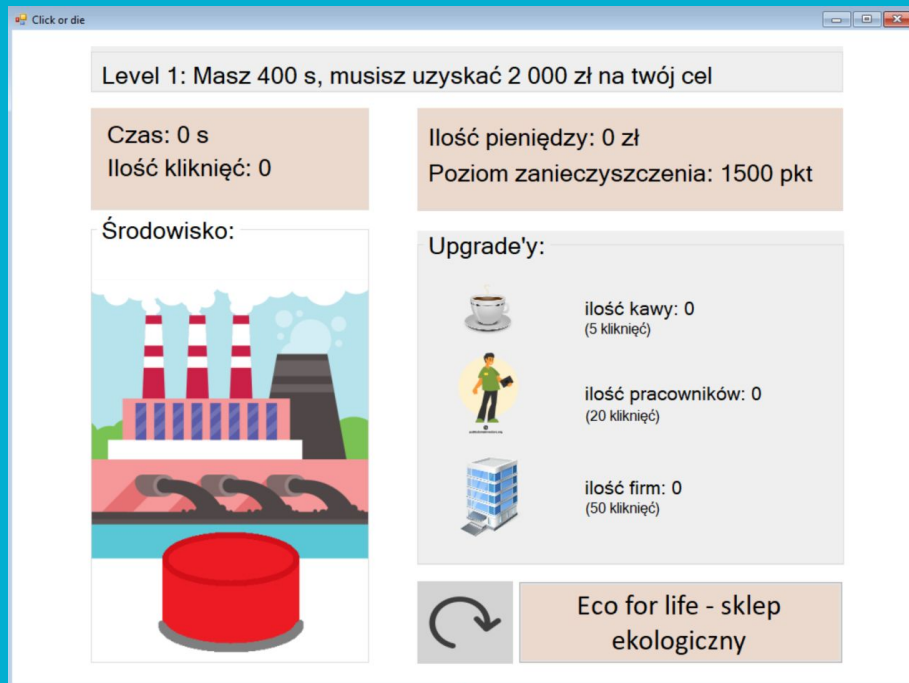 Click or die
Level 1: Masz 400 s, musisz uzyskać 2 000 zł na twój cel
Czas: 0 s
Ilość kliknięć: 0
Ilość pieniędzy: 0 zł
Poziom zanieczyszczenia: 1500 pkt
Środowisko:
Upgrade'y:
ilość kawy: 0
(5 kliknięć)
ilość pracowników: 0
(20 kliknięć)
ilość firm: 0
(50 kliknięć)
Eco for life - sklep
ekologiczny